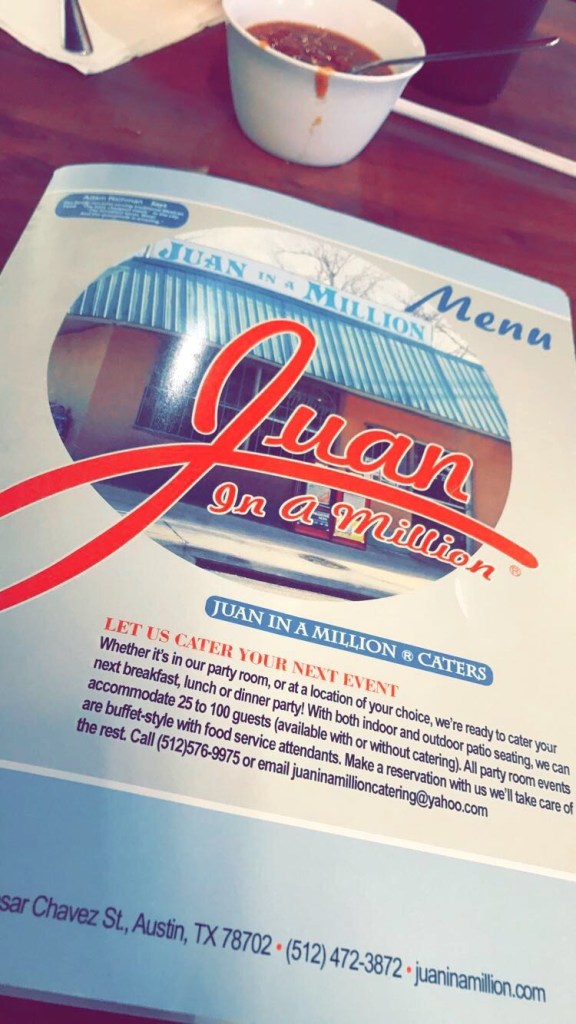 Adam Richman Says
JUAN IN A MILLION
Menu
Juan
In A Million ®
JUAN IN A MILLION ® CATERS
LET US CATER YOUR NEXT EVENT
Whether it's in our party room, or at a location of your choice, we're ready to cater your
next breakfast, lunch or dinner party! With both indoor and outdoor patio seating, we can
accommodate 25 to 100 guests (available with or without catering). All party room events
are buffet-style with food service attendants. Make a reservation with us we'll take care of
the rest. Call (512)576-9975 or email juaninamillioncatering@yahoo.com
sar Chavez St., Austin, TX 78702 • (512) 472-3872 • juaninamillion.com